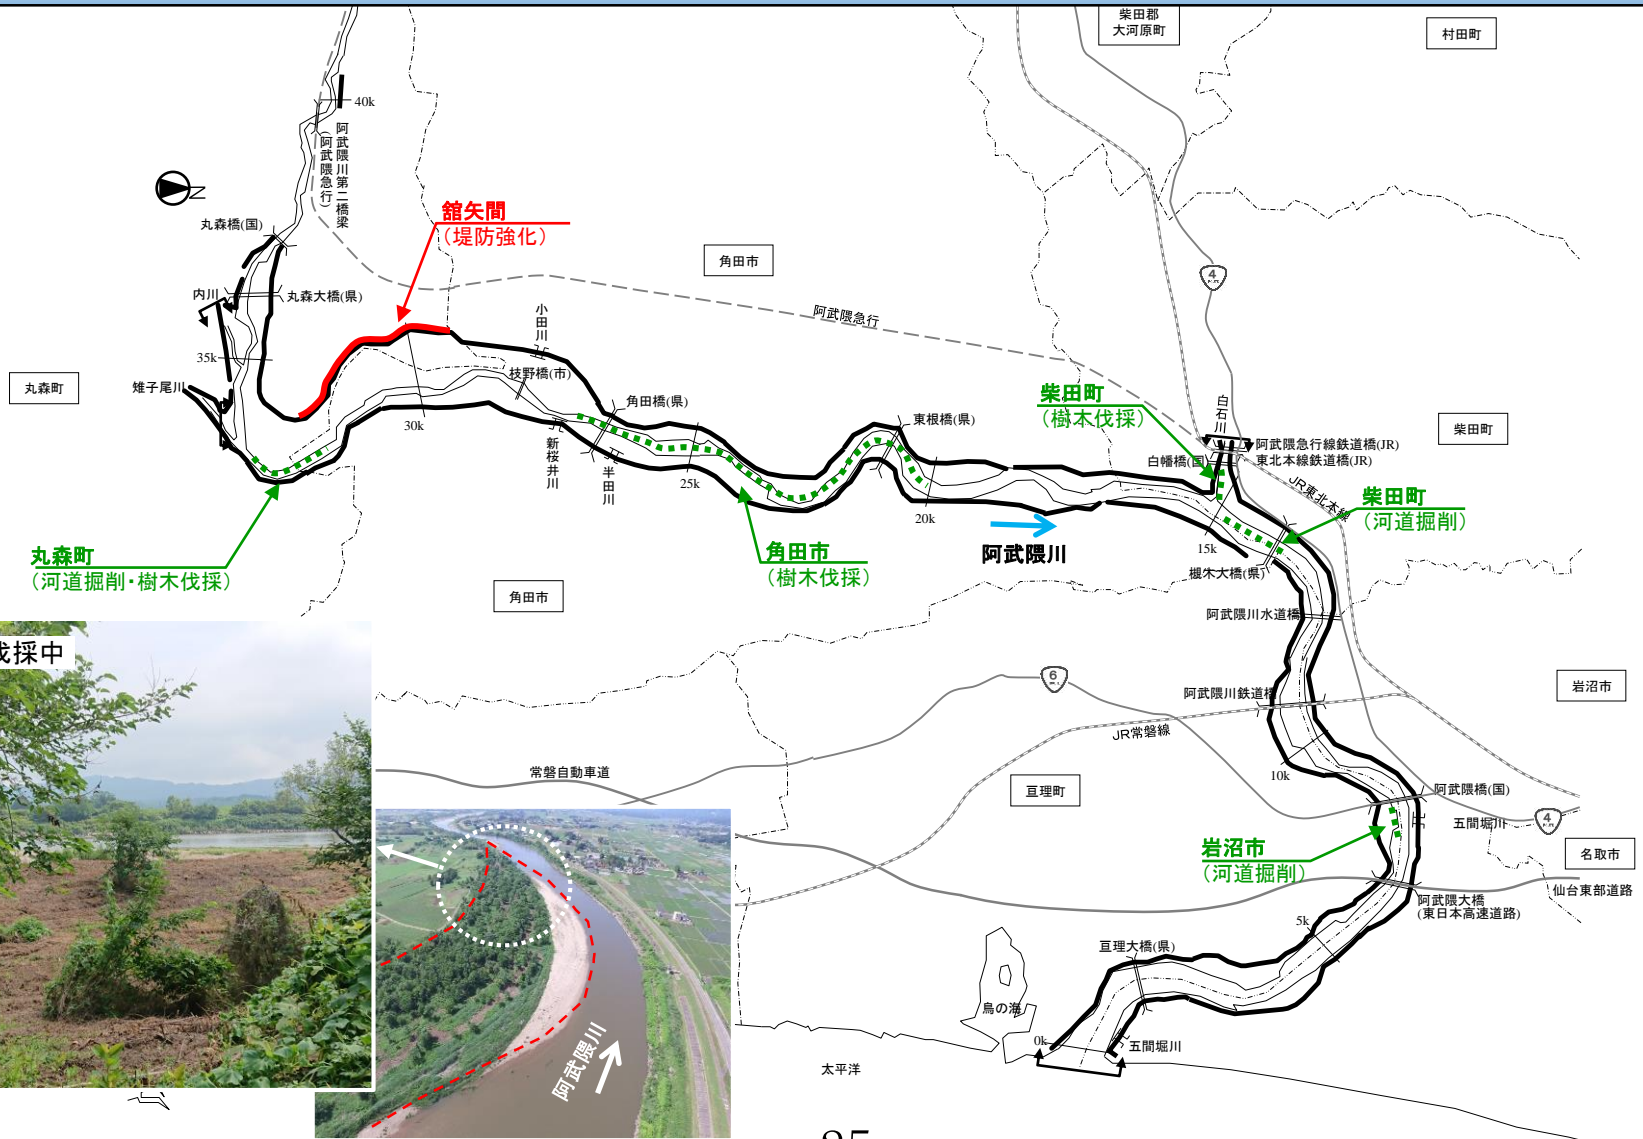 柴田郡
大河原町
村田町
40k
阿武隈川第二橋梁
(阿武隈急行)
N
丸森橋(国)
舘矢間
(堤防強化)
角田市
4
内川
丸森大橋(県)
小田川
阿武隈急行
35k
丸森町
雉子尾川
枝野橋(市)
角田橋(県)
30k
新桜井川
半田川
25k
東根橋(県)
20k
柴田町
(樹木伐採)
白石川
柴田町
阿武隈急行線鉄道橋(JR)
白幡橋(国)
東北本線鉄道橋(JR)
JR東北本線
柴田町
(河道掘削)
15k
槻木大橋(県)
阿武隈川
丸森町
(河道掘削・樹木伐採)
角田市
(樹木伐採)
角田市
阿武隈川水道橋
伐採中
6
阿武隈川鉄道橋
岩沼市
JR常磐線
10k
常磐自動車道
亘理町
阿武隈橋(国)
五間堀川
4
岩沼市
(河道掘削)
名取市
仙台東部道路
阿武隈大橋
(東日本高速道路)
5k
亘理大橋(県)
鳥の海
0k
五間堀川
阿武隈川
太平洋